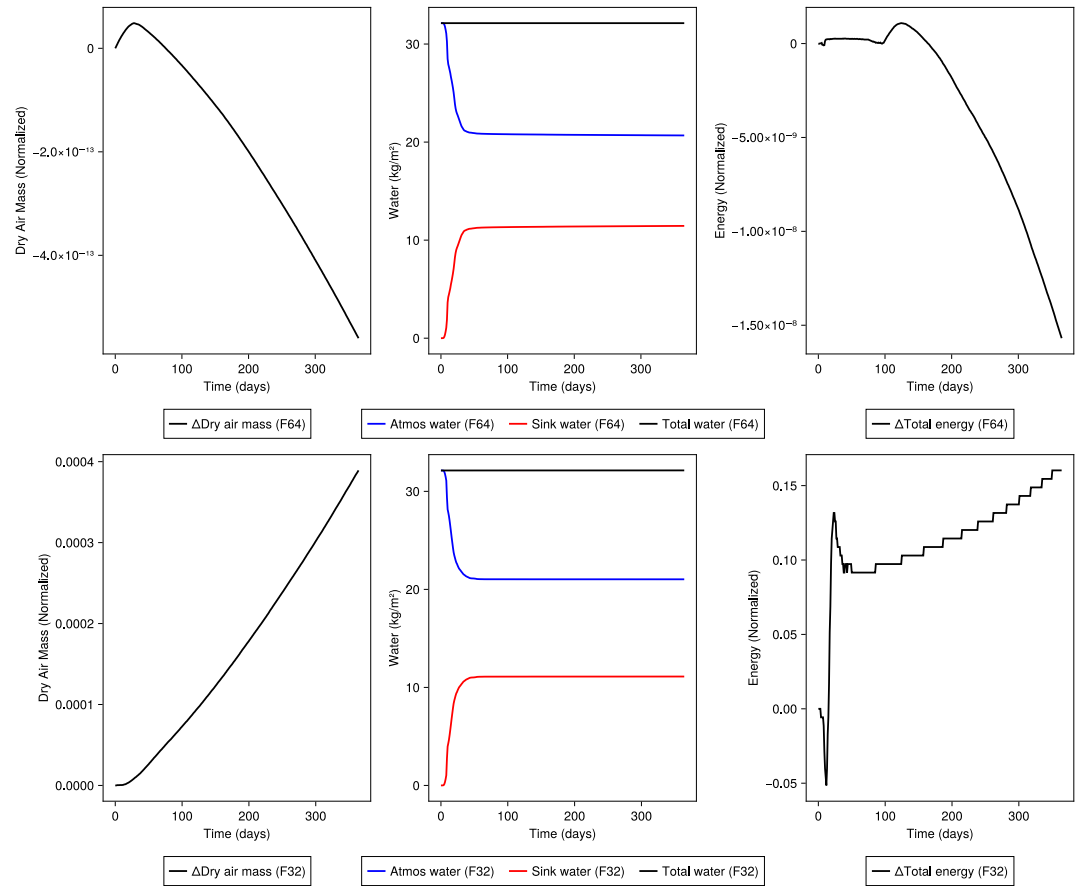 Dry Air Mass (Normalized)
0
−2.0×10⁻¹³
−4.0×10⁻¹³
0 100 200 300
Time (days)
ΔDry air mass (F64)
Water (kg/m²)
30
20
10
0
0 100 200 300
Time (days)
Atmos water (F64) Sink water (F64) Total water (F64)
Energy (Normalized)
0
−5.00×10⁻⁹
−1.00×10⁻⁸
−1.50×10⁻⁸
0 100 200 300
Time (days)
ΔTotal energy (F64)
Dry Air Mass (Normalized)
0.0004
0.0003
0.0002
0.0001
0.0000
0 100 200 300
Time (days)
ΔDry air mass (F32)
Water (kg/m²)
30
20
10
0
0 100 200 300
Time (days)
Atmos water (F32) Sink water (F32) Total water (F32)
Energy (Normalized)
0.15
0.10
0.05
0.00
−0.05
0 100 200 300
Time (days)
ΔTotal energy (F32)